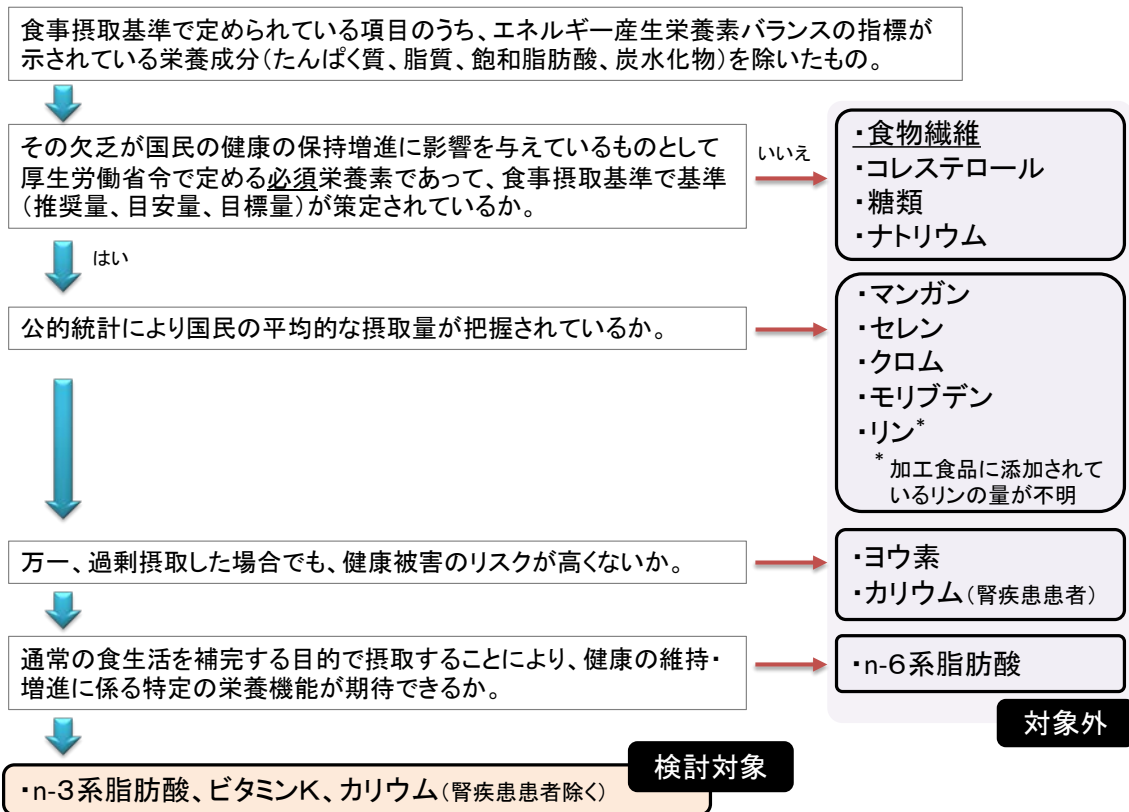 食事摂取基準で定められている項目のうち、エネルギー産生栄養素バランスの指標が
示されている栄養成分(たんぱく質、脂質、飽和脂肪酸、炭水化物)を除いたもの。
その欠乏が国民の健康の保持増進に影響を与えているものとして
厚生労働省令で定める必須栄養素であって、食事摂取基準で基準
(推奨量、目安量、目標量)が策定されているか。
いいえ
・食物繊維
・コレステロール
・糖類
・ナトリウム
はい
公的統計により国民の平均的な摂取量が把握されているか。
・マンガン
・セレン
・クロム
・モリブデン
・リン*
* 加工食品に添加されて
いるリンの量が不明
万一、過剰摂取した場合でも、健康被害のリスクが高くないか。
・ヨウ素
・カリウム(腎疾患患者)
通常の食生活を補完する目的で摂取することにより、健康の維持・
増進に係る特定の栄養機能が期待できるか。
・n-6系脂肪酸
対象外
検討対象
・n-3系脂肪酸、ビタミンK、カリウム(腎疾患患者除く)